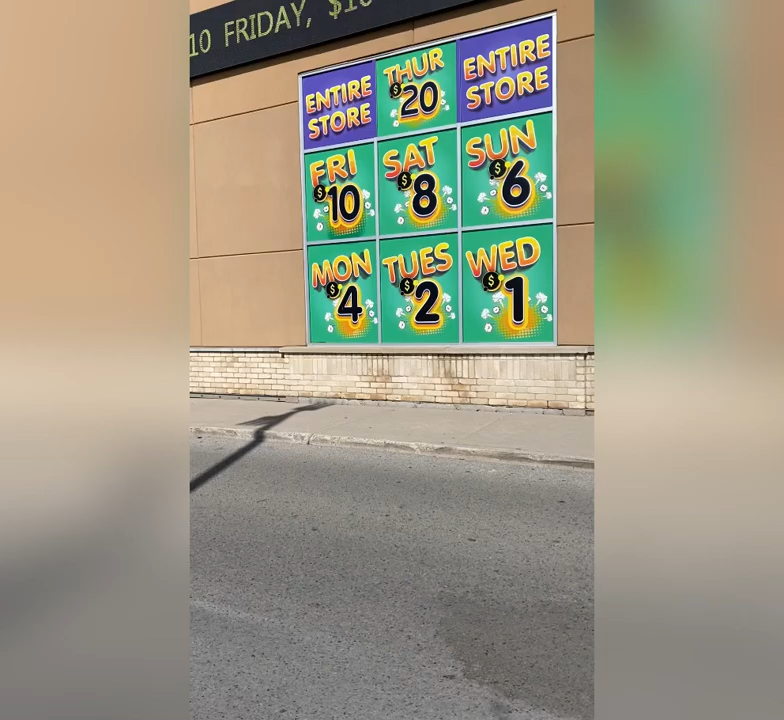 10 FRIDAY, $10
ENTIRE
STORE
THUR
$20
ENTIRE
STORE
FRI
$10
SAT
$8
SUN
$6
MON
$4
TUES
$2
WED
$1